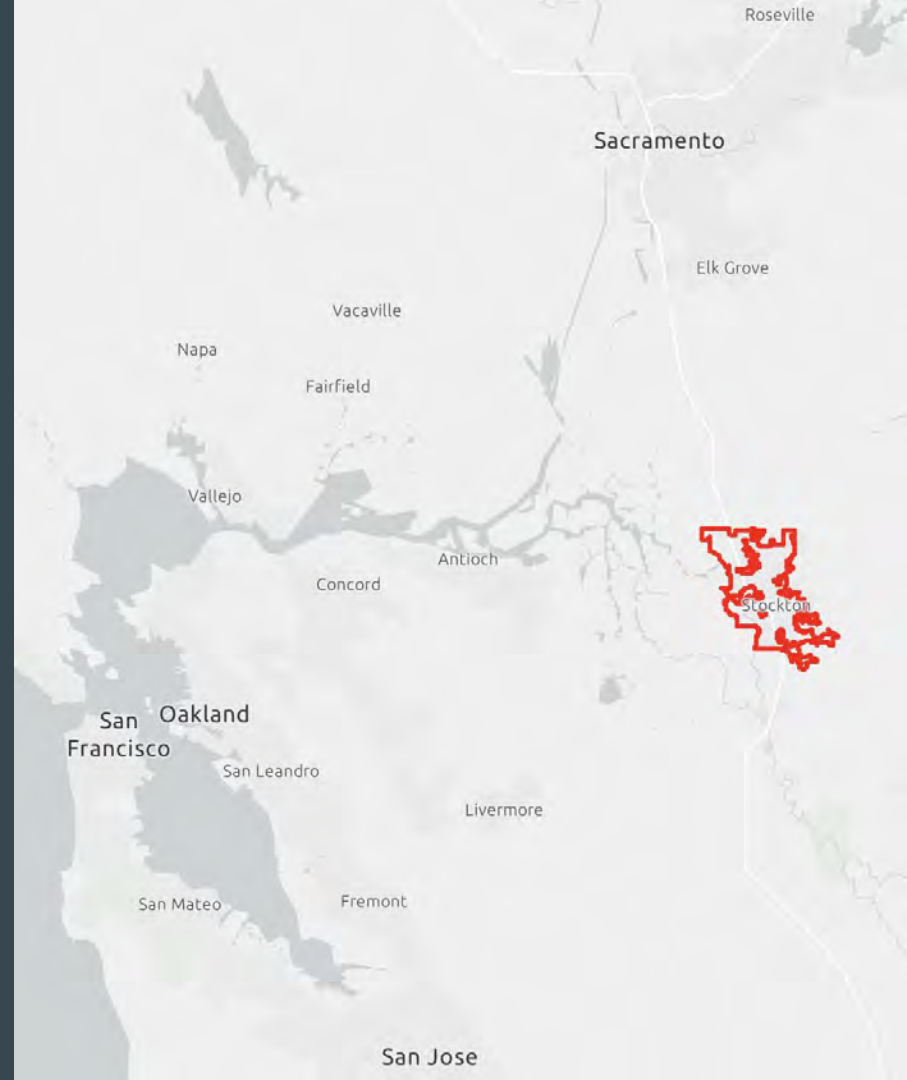 Roseville
Sacramento
Elk Grove
Vacaville
Napa
Fairfield
Vallejo
Antioch
Concord
Stockton
San
Francisco
Oakland
San Leandro
Livermore
San Mateo
Fremont
San Jose